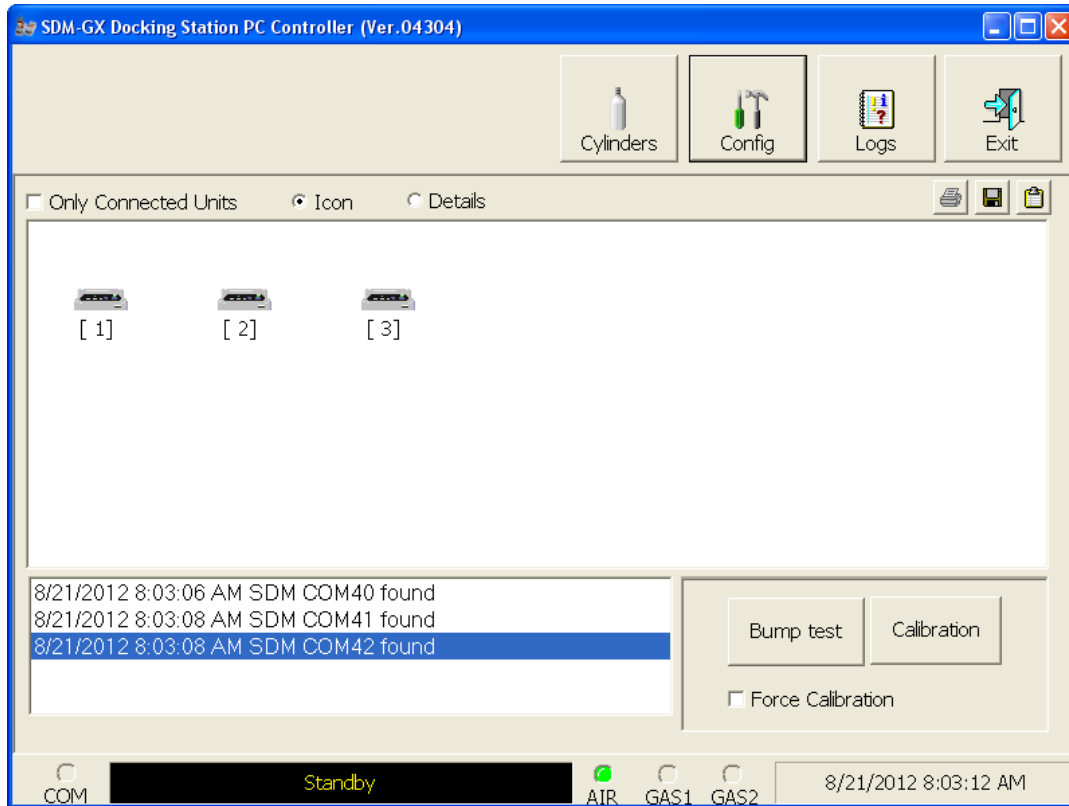 SDM-GX Docking Station PC Controller (Ver.04304)
Cylinders Config Logs Exit
Only Connected Units Icon Details
[ 1] [ 2] [ 3]
8/21/2012 8:03:06 AM SDM COM40 found
8/21/2012 8:03:08 AM SDM COM41 found
8/21/2012 8:03:08 AM SDM COM42 found
Bump test Calibration
Force Calibration
COM Standby AIR GAS1 GAS2 8/21/2012 8:03:12 AM